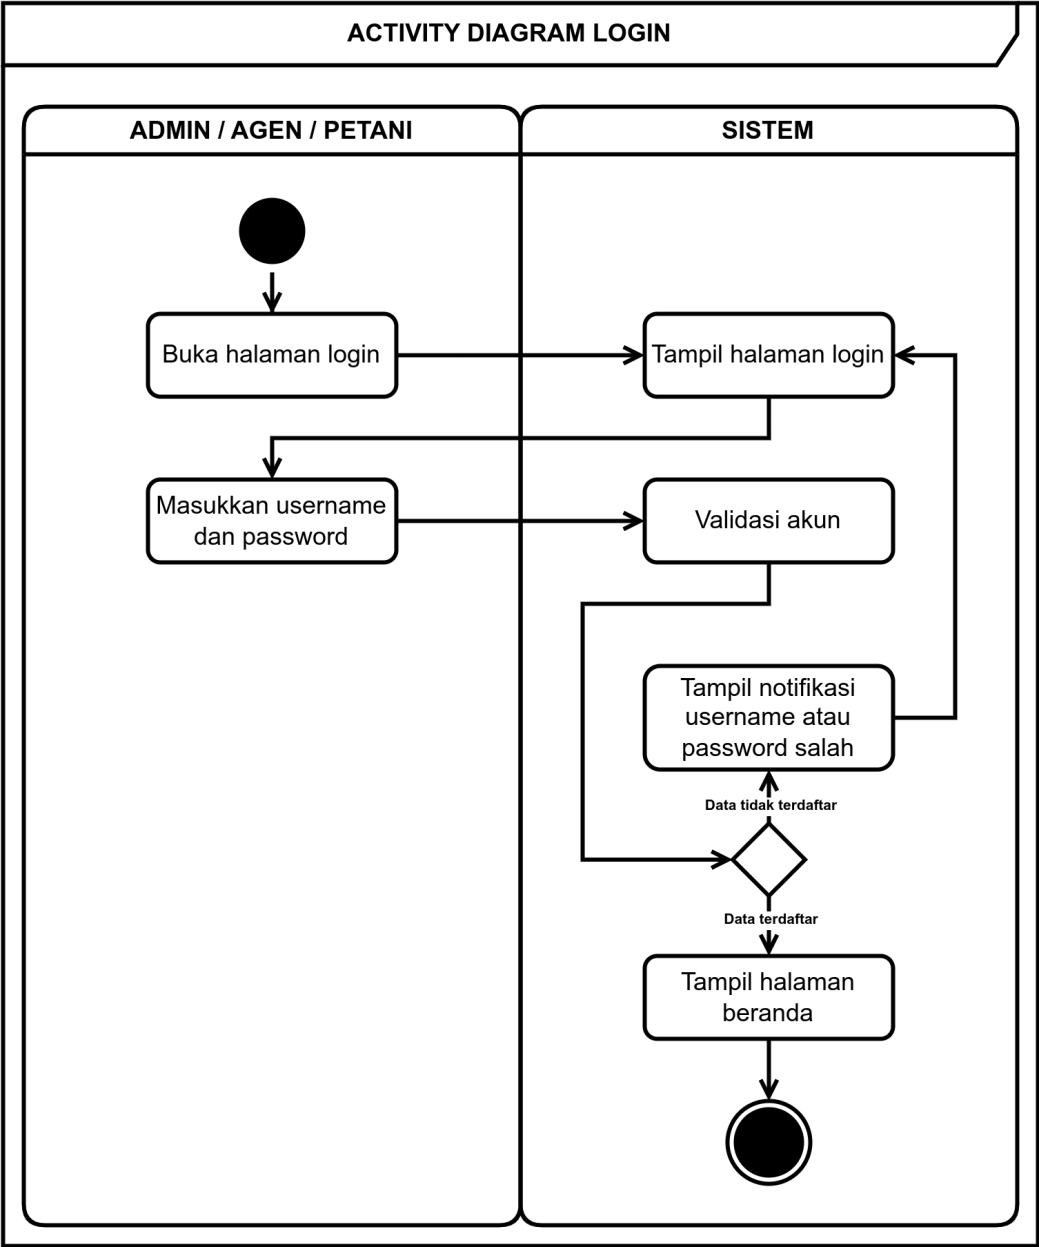 ACTIVITY DIAGRAM LOGIN
ADMIN / AGEN / PETANI
SISTEM
Buka halaman login
Tampil halaman login
Masukkan username
dan password
Validasi akun
Tampil notifikasi
username atau
password salah
Data tidak terdaftar
Data terdaftar
Tampil halaman
beranda